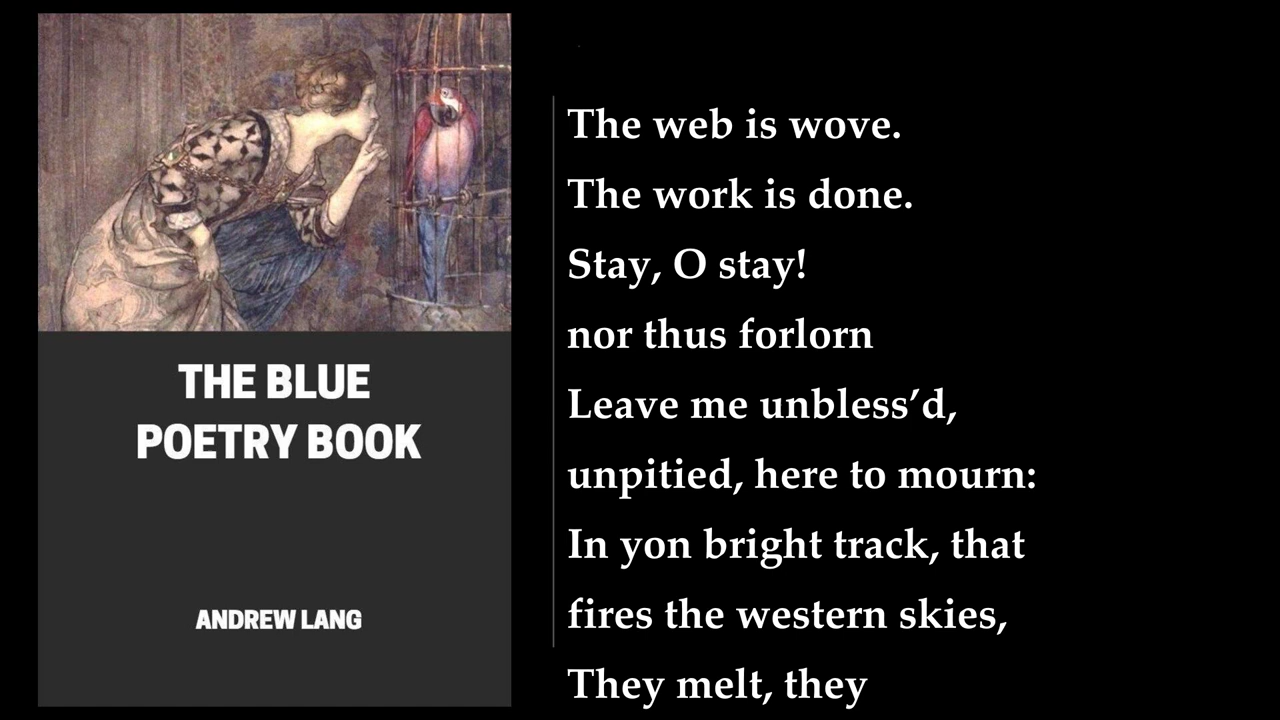 THE BLUE
POETRY BOOK
ANDREW LANG
The web is wove.
The work is done.
Stay, O stay!
nor thus forlorn
Leave me unbless’d,
unpitied, here to mourn:
In yon bright track, that
fires the western skies,
They melt, they